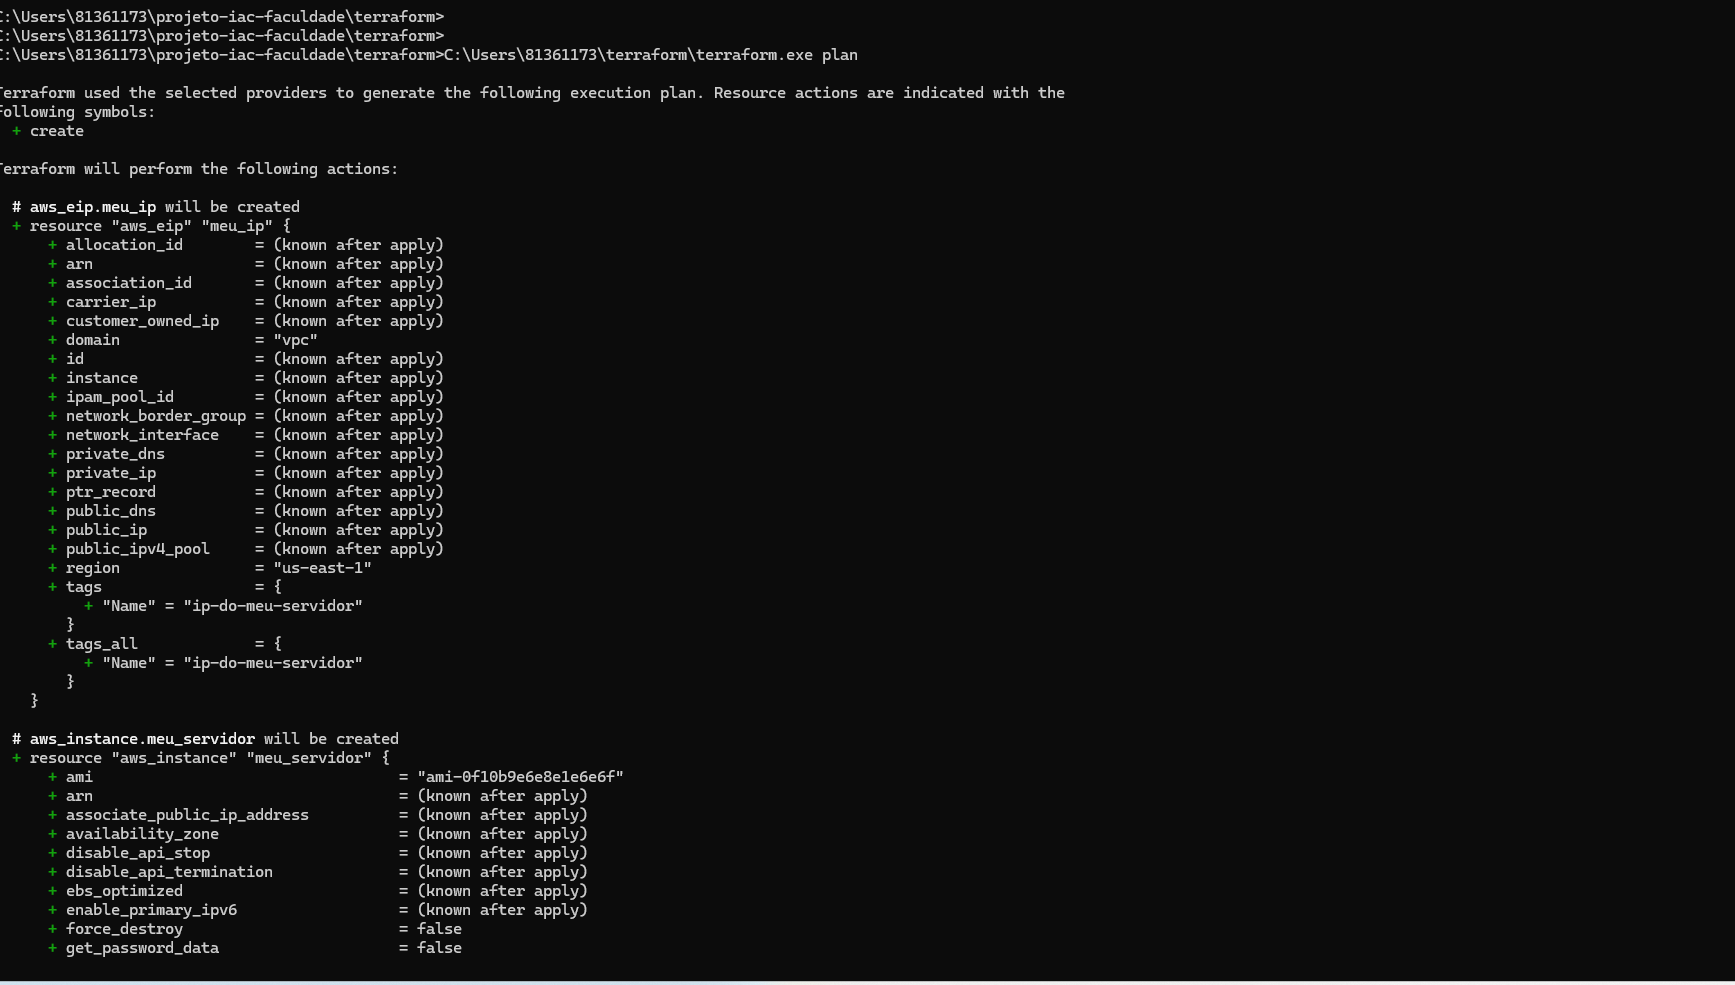 C:\Users\81361173\projeto-iac-faculdade\terraform>
C:\Users\81361173\projeto-iac-faculdade\terraform>
C:\Users\81361173\projeto-iac-faculdade\terraform>C:\Users\81361173\terraform\terraform.exe plan
Terraform used the selected providers to generate the following execution plan. Resource actions are indicated with the
following symbols:
+ create
Terraform will perform the following actions:
# aws_eip.meu_ip will be created
+ resource "aws_eip" "meu_ip" {
+ allocation_id = (known after apply)
+ arn = (known after apply)
+ association_id = (known after apply)
+ carrier_ip = (known after apply)
+ customer_owned_ip = (known after apply)
+ domain = "vpc"
+ id = (known after apply)
+ instance = (known after apply)
+ ipam_pool_id = (known after apply)
+ network_border_group = (known after apply)
+ network_interface = (known after apply)
+ private_dns = (known after apply)
+ private_ip = (known after apply)
+ ptr_record = (known after apply)
+ public_dns = (known after apply)
+ public_ip = (known after apply)
+ public_ipv4_pool = (known after apply)
+ region = "us-east-1"
+ tags = {
+ "Name" = "ip-do-meu-servidor"
}
+ tags_all = {
+ "Name" = "ip-do-meu-servidor"
}
}
# aws_instance.meu_servidor will be created
+ resource "aws_instance" "meu_servidor" {
+ ami = "ami-0f10b9e6e8e1e6e6f"
+ arn = (known after apply)
+ associate_public_ip_address = (known after apply)
+ availability_zone = (known after apply)
+ disable_api_stop = (known after apply)
+ disable_api_termination = (known after apply)
+ ebs_optimized = (known after apply)
+ enable_primary_ipv6 = (known after apply)
+ force_destroy = false
+ get_password_data = false